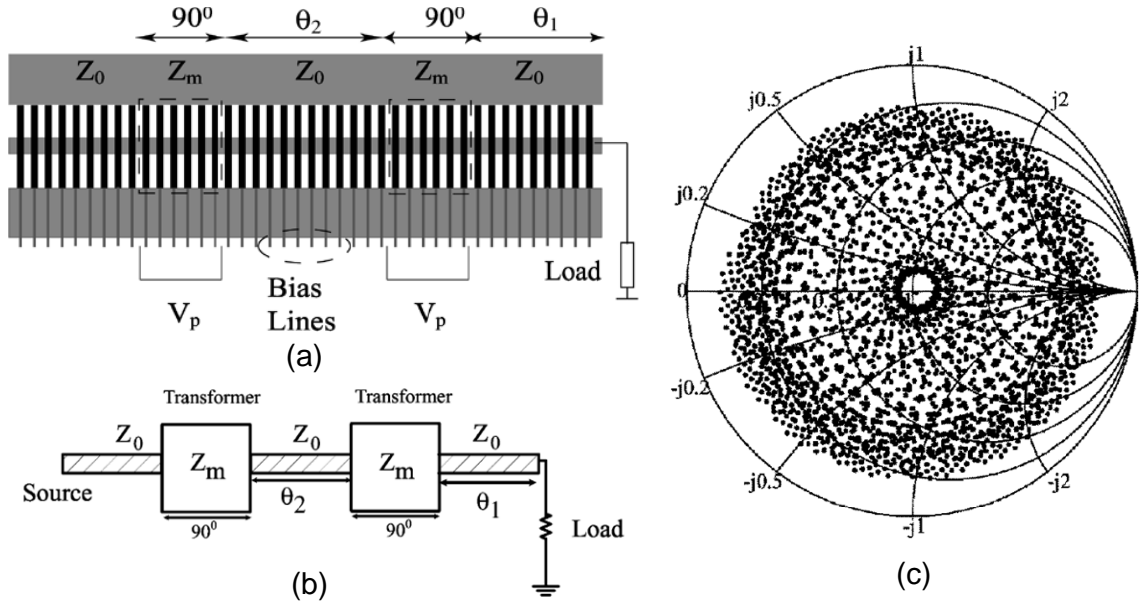 90⁰ θ₂ 90⁰ θ₁
Z₀ Zₘ Z₀ Zₘ Z₀
Load
Vₚ
Bias
Lines
Vₚ
(a)
Transformer Transformer
Z₀ Z₀ Z₀
Zₘ Zₘ
Source
θ₂ θ₁
90⁰ 90⁰
Load
(b)
j1
j0.5 j2
j0.2
0
-j0.2
-j0.5 -j2
-j1
(c)